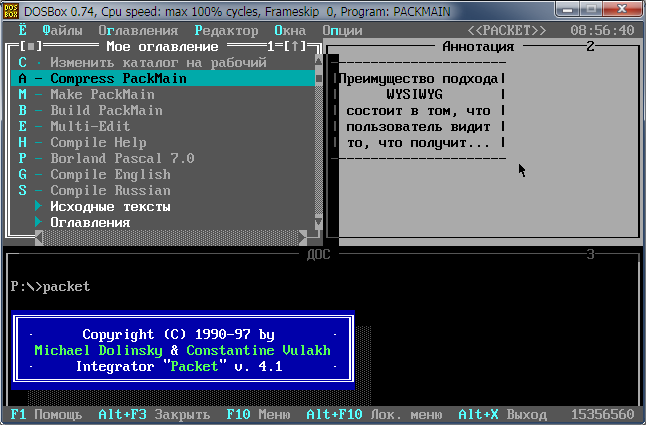 DOSBox 0.74, Cpu speed: max 100% cycles, Frameskip 0, Program: PACKMAIN
Ё Файлы Оглавления Редактор Окна Опции <<PACKET>> 08:56:40
Мое оглавление 1
C · Изменить каталог на рабочий
A - Compress PackMain
M - Make PackMain
B - Build PackMain
E - Multi-Edit
H - Compile Help
P - Borland Pascal 7.0
G - Compile English
S - Compile Russian
Исходные тексты
Оглавления
Аннотация 2
Преимущество подхода
WYSIWYG
состоит в том, что
пользователь видит
то, что получит...
ДОС 3
P:\>packet
Copyright (C) 1990-97 by
Michael Dolinsky & Constantine Vulakh
Integrator "Packet" v. 4.1
F1 Помощь Alt+F3 Закрыть F10 Меню Alt+F10 Лок. меню Alt+X Выход 15356560